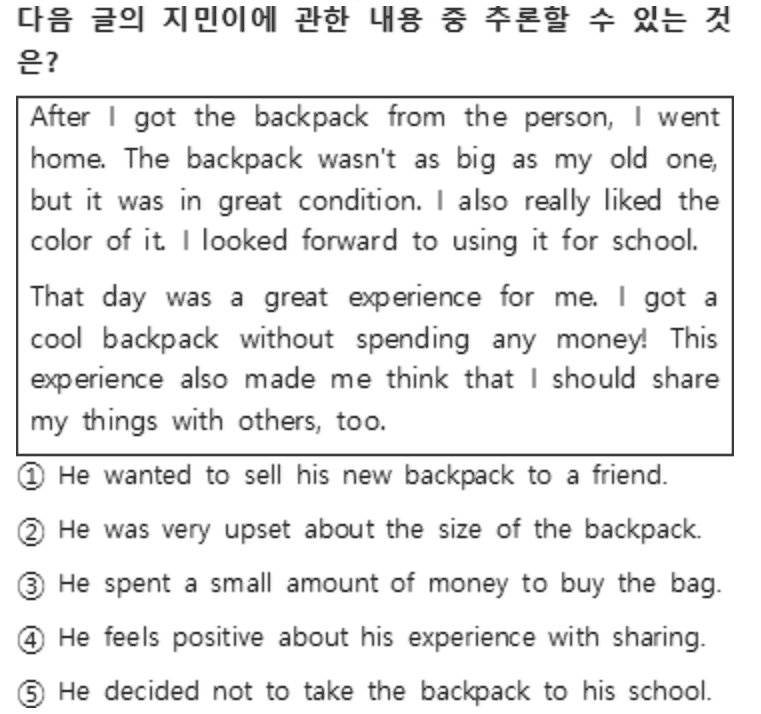 다음 글의 지민이에 관한 내용 중 추론할 수 있는 것
은?
After I got the backpack from the person, I went
home. The backpack wasn't as big as my old one,
but it was in great condition. I also really liked the
color of it. I looked forward to using it for school.
That day was a great experience for me. I got a
cool backpack without spending any money! This
experience also made me think that I should share
my things with others, too.
① He wanted to sell his new backpack to a friend.
② He was very upset about the size of the backpack.
③ He spent a small amount of money to buy the bag.
④ He feels positive about his experience with sharing.
⑤ He decided not to take the backpack to his school.